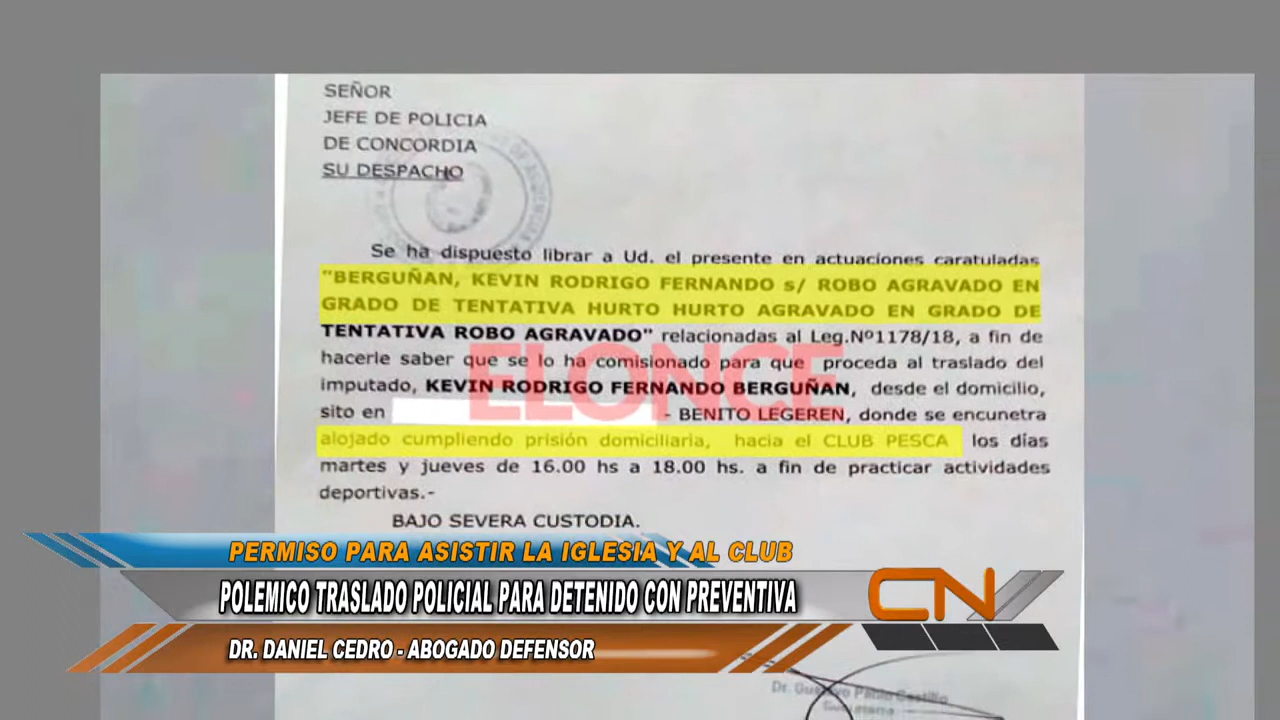 SEÑOR
JEFE DE POLICIA
DE CONCORDIA
SU DESPACHO
Se ha dispuesto librar a Ud. el presente en actuaciones caratuladas
"BERGUÑAN, KEVIN RODRIGO FERNANDO s/ ROBO AGRAVADO EN
GRADO DE TENTATIVA HURTO HURTO AGRAVADO EN GRADO DE
TENTATIVA ROBO AGRAVADO" relacionadas al Leg.Nº1178/18, a fin de
hacerle saber que se lo ha comisionado para que proceda al traslado del
imputado, KEVIN RODRIGO FERNANDO BERGUÑAN, desde el domicilio,
sito en - BENITO LEGEREN, donde se encunetra
alojado cumpliendo prisión domiciliaria, hacia el CLUB PESCA los días
martes y jueves de 16.00 hs a 18.00 hs. a fin de practicar actividades
deportivas.-
BAJO SEVERA CUSTODIA.
ELONCE
PERMISO PARA ASISTIR LA IGLESIA Y AL CLUB
POLEMICO TRASLADO POLICIAL PARA DETENIDO CON PREVENTIVA
CN
DR. DANIEL CEDRO - ABOGADO DEFENSOR
Dr. Gustavo Pablo Castillo